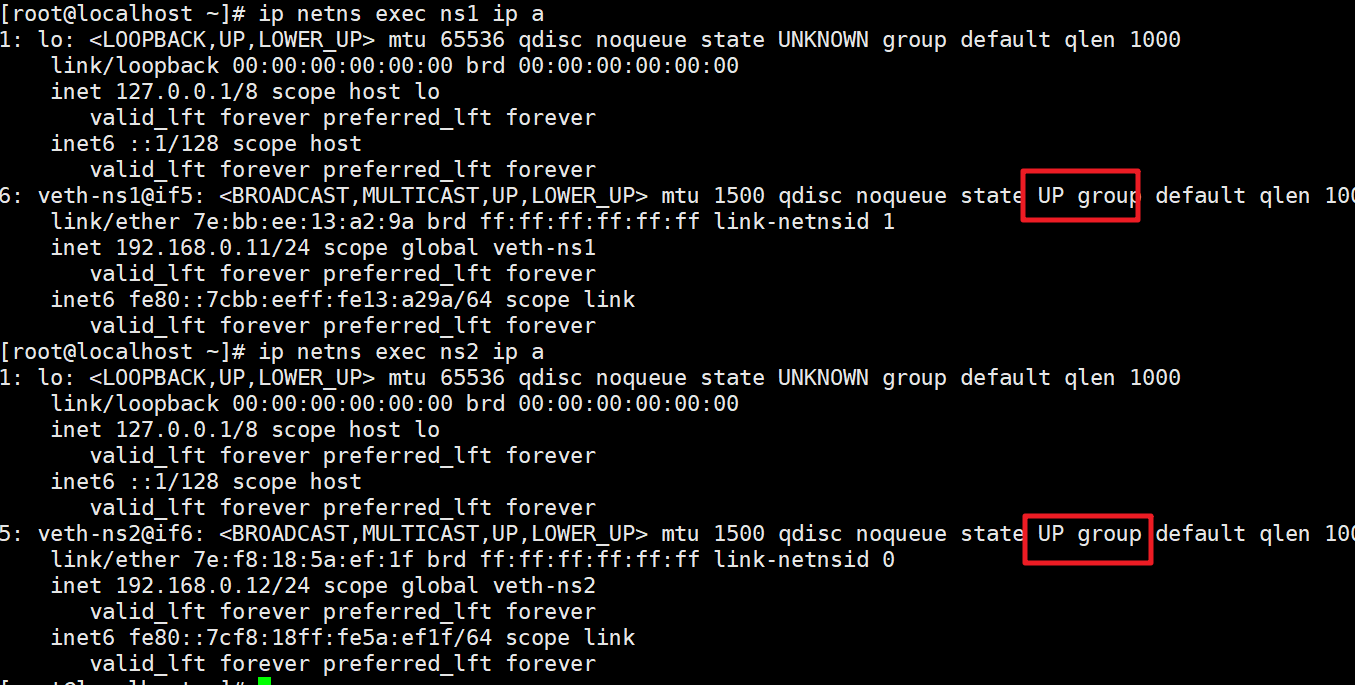 [root@localhost ~]# ip netns exec ns1 ip a
1: lo: <LOOPBACK,UP,LOWER_UP> mtu 65536 qdisc noqueue state UNKNOWN group default qlen 1000
link/loopback 00:00:00:00:00:00 brd 00:00:00:00:00:00
inet 127.0.0.1/8 scope host lo
valid_lft forever preferred_lft forever
inet6 ::1/128 scope host
valid_lft forever preferred_lft forever
6: veth-ns1@if5: <BROADCAST,MULTICAST,UP,LOWER_UP> mtu 1500 qdisc noqueue state UP group default qlen 100
link/ether 7e:bb:ee:13:a2:9a brd ff:ff:ff:ff:ff:ff link-netnsid 1
inet 192.168.0.11/24 scope global veth-ns1
valid_lft forever preferred_lft forever
inet6 fe80::7cbb:eeff:fe13:a29a/64 scope link
valid_lft forever preferred_lft forever
[root@localhost ~]# ip netns exec ns2 ip a
1: lo: <LOOPBACK,UP,LOWER_UP> mtu 65536 qdisc noqueue state UNKNOWN group default qlen 1000
link/loopback 00:00:00:00:00:00 brd 00:00:00:00:00:00
inet 127.0.0.1/8 scope host lo
valid_lft forever preferred_lft forever
inet6 ::1/128 scope host
valid_lft forever preferred_lft forever
5: veth-ns2@if6: <BROADCAST,MULTICAST,UP,LOWER_UP> mtu 1500 qdisc noqueue state UP group default qlen 100
link/ether 7e:f8:18:5a:ef:1f brd ff:ff:ff:ff:ff:ff link-netnsid 0
inet 192.168.0.12/24 scope global veth-ns2
valid_lft forever preferred_lft forever
inet6 fe80::7cf8:18ff:fe5a:ef1f/64 scope link
valid_lft forever preferred_lft forever